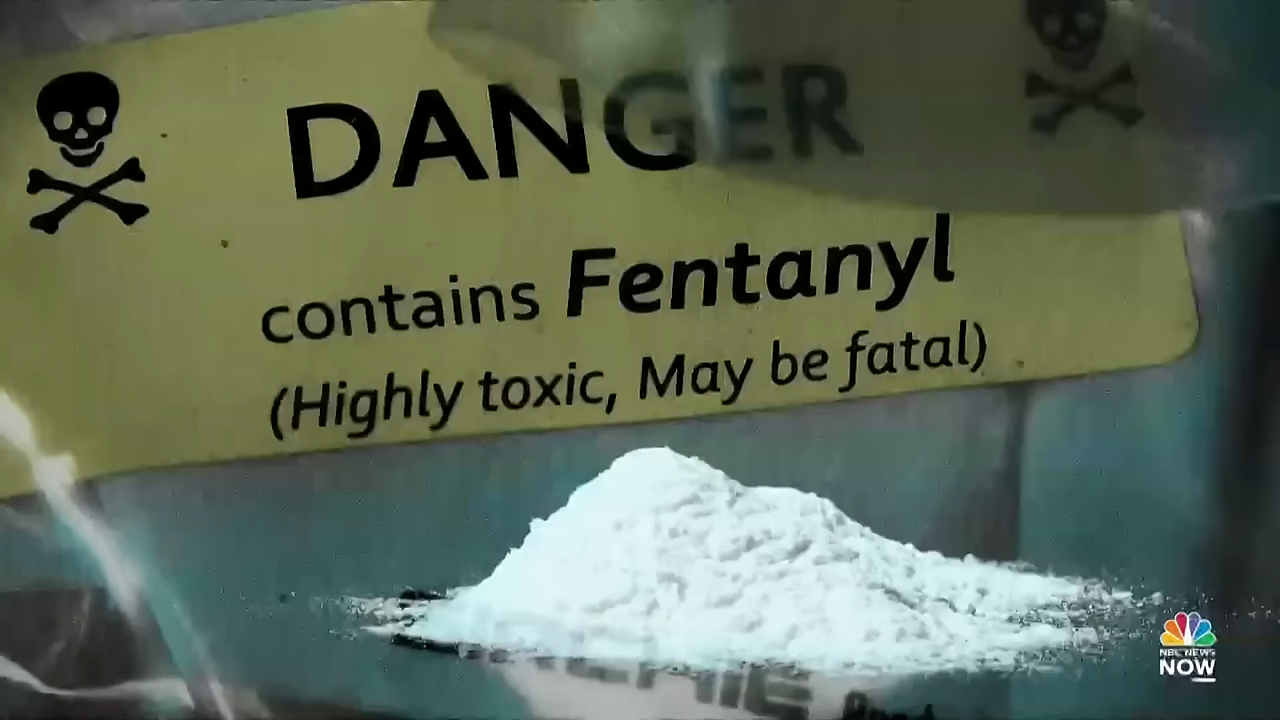 DANGER
contains Fentanyl
(Highly toxic, May be fatal)
NBC NEWS
NOW